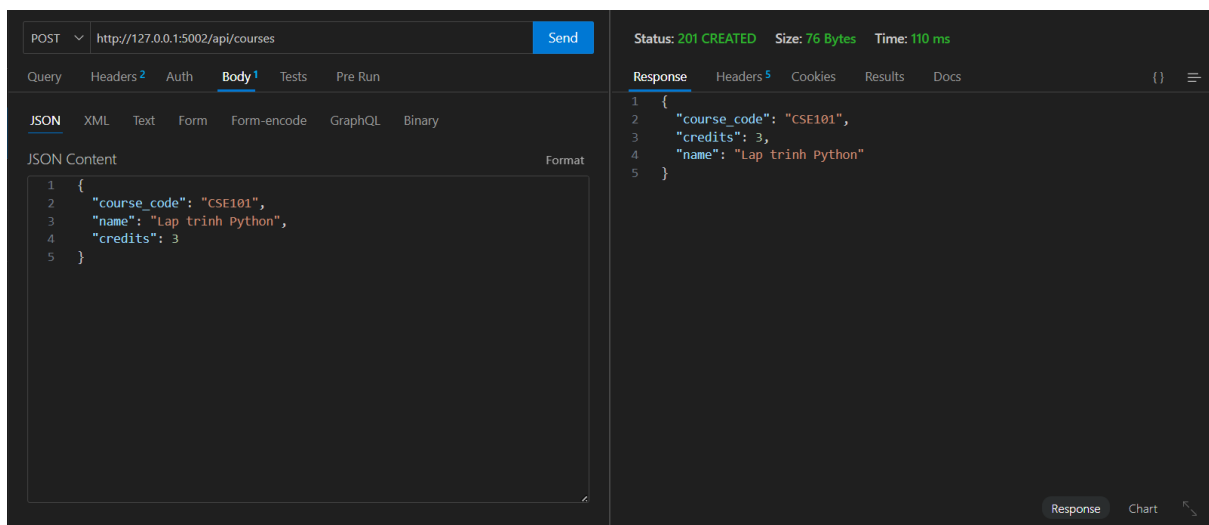 POST http://127.0.0.1:5002/api/courses Send
Query Headers 2 Auth Body 1 Tests Pre Run
JSON XML Text Form Form-encode GraphQL Binary
JSON Content Format
1 {
2 "course_code": "CSE101",
3 "name": "Lap trinh Python",
4 "credits": 3
5 }
Status: 201 CREATED Size: 76 Bytes Time: 110 ms
Response Headers 5 Cookies Results Docs { }
1 {
2 "course_code": "CSE101",
3 "credits": 3,
4 "name": "Lap trinh Python"
5 }
Response Chart